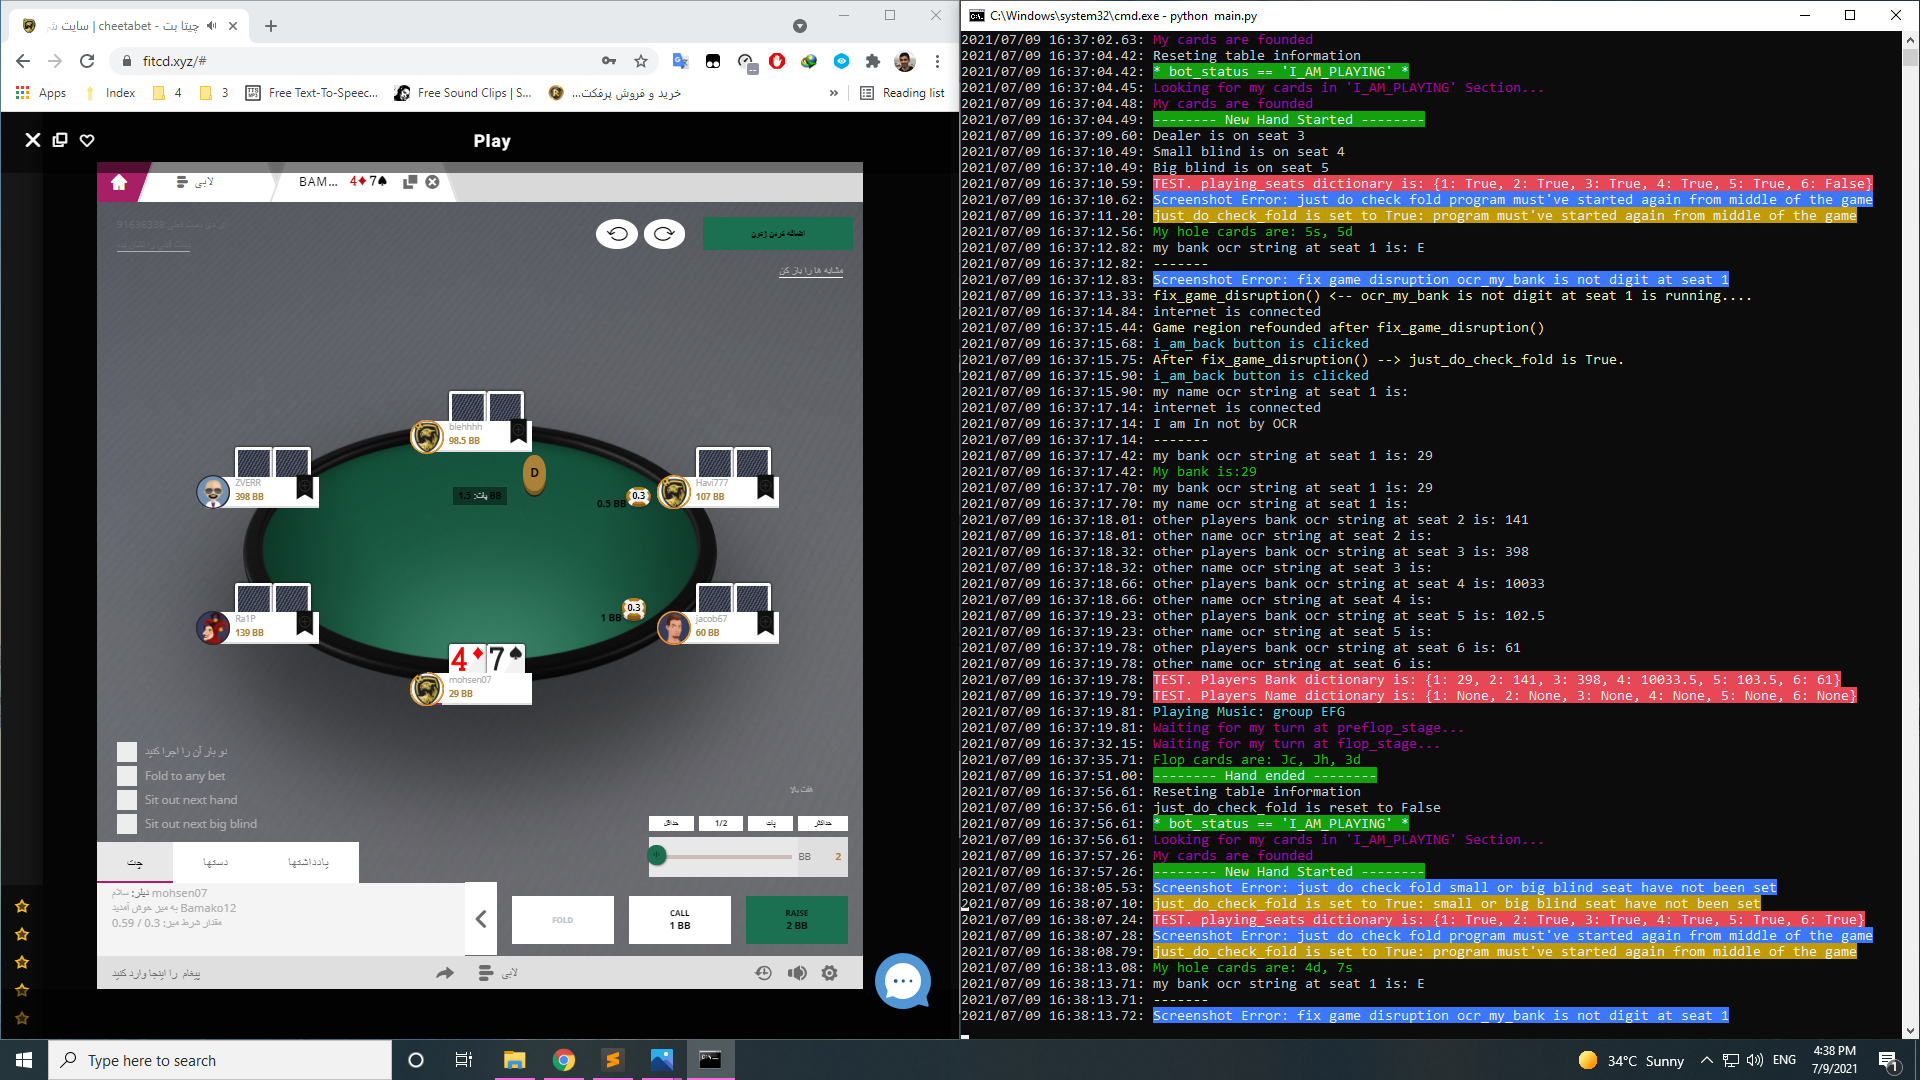 چیتا بت - cheetabet | سایت شر
fitcd.xyz/#
Apps
Index
4
3
Free Text-To-Speec...
Free Sound Clips | S...
خرید و فروش پرفکت...
»
Reading list
Play
لابی
BAM... 4♦7♠
91636338
اضافه کردن ژتون
مشابه ها را باز کن
blehhhh
98.5 BB
ZVERR
398 BB
D
پات: 1.5 BB
0.5 BB
0.3
Havi777
107 BB
Ra1P
139 BB
1 BB
0.3
jacob67
60 BB
4♦ 7♠
mohsen07
29 BB
دو بار آن را اجرا کنید
Fold to any bet
Sit out next hand
Sit out next big blind
هفت بالا
حداقل
1/2
پات
حداکثر
BB 2
چت
دستها
یادداشتها
دیلر: سلام mohsen07
به میز خوش آمدید Bamako12
مقدار شرط میز: 0.3 / 0.59
FOLD
CALL
1 BB
RAISE
2 BB
پیغام را اینجا وارد کنید
لابی
C:\Windows\system32\cmd.exe - python main.py
2021/07/09 16:37:02.63: My cards are founded
2021/07/09 16:37:04.42: Reseting table information
2021/07/09 16:37:04.42: * bot_status == 'I_AM_PLAYING' *
2021/07/09 16:37:04.45: Looking for my cards in 'I_AM_PLAYING' Section...
2021/07/09 16:37:04.48: My cards are founded
2021/07/09 16:37:04.49: -------- New Hand Started --------
2021/07/09 16:37:09.60: Dealer is on seat 3
2021/07/09 16:37:10.49: Small blind is on seat 4
2021/07/09 16:37:10.49: Big blind is on seat 5
2021/07/09 16:37:10.59: TEST. playing_seats dictionary is: {1: True, 2: True, 3: True, 4: True, 5: True, 6: False}
2021/07/09 16:37:10.62: Screenshot Error: just do check fold program must've started again from middle of the game
2021/07/09 16:37:11.20: just_do_check_fold is set to True: program must've started again from middle of the game
2021/07/09 16:37:12.56: My hole cards are: 5s, 5d
2021/07/09 16:37:12.82: my bank ocr string at seat 1 is: E
2021/07/09 16:37:12.82: -------
2021/07/09 16:37:12.83: Screenshot Error: fix game disruption ocr_my_bank is not digit at seat 1
2021/07/09 16:37:13.33: fix_game_disruption() <-- ocr_my_bank is not digit at seat 1 is running....
2021/07/09 16:37:14.84: internet is connected
2021/07/09 16:37:15.44: Game region refounded after fix_game_disruption()
2021/07/09 16:37:15.68: i_am_back button is clicked
2021/07/09 16:37:15.75: After fix_game_disruption() --> just_do_check_fold is True.
2021/07/09 16:37:15.90: i_am_back button is clicked
2021/07/09 16:37:15.90: my name ocr string at seat 1 is:
2021/07/09 16:37:17.14: internet is connected
2021/07/09 16:37:17.14: I am In not by OCR
2021/07/09 16:37:17.14: -------
2021/07/09 16:37:17.42: my bank ocr string at seat 1 is: 29
2021/07/09 16:37:17.42: My bank is:29
2021/07/09 16:37:17.70: my bank ocr string at seat 1 is: 29
2021/07/09 16:37:17.70: my name ocr string at seat 1 is:
2021/07/09 16:37:18.01: other players bank ocr string at seat 2 is: 141
2021/07/09 16:37:18.01: other name ocr string at seat 2 is:
2021/07/09 16:37:18.32: other players bank ocr string at seat 3 is: 398
2021/07/09 16:37:18.32: other name ocr string at seat 3 is:
2021/07/09 16:37:18.66: other players bank ocr string at seat 4 is: 10033
2021/07/09 16:37:18.66: other name ocr string at seat 4 is:
2021/07/09 16:37:19.23: other players bank ocr string at seat 5 is: 102.5
2021/07/09 16:37:19.23: other name ocr string at seat 5 is:
2021/07/09 16:37:19.78: other players bank ocr string at seat 6 is: 61
2021/07/09 16:37:19.78: other name ocr string at seat 6 is:
2021/07/09 16:37:19.78: TEST. Players Bank dictionary is: {1: 29, 2: 141, 3: 398, 4: 10033.5, 5: 103.5, 6: 61}
2021/07/09 16:37:19.79: TEST. Players Name dictionary is: {1: None, 2: None, 3: None, 4: None, 5: None, 6: None}
2021/07/09 16:37:19.81: Playing Music: group EFG
2021/07/09 16:37:19.81: Waiting for my turn at preflop_stage...
2021/07/09 16:37:32.15: Waiting for my turn at flop_stage...
2021/07/09 16:37:35.71: Flop cards are: Jc, Jh, 3d
2021/07/09 16:37:51.00: -------- Hand ended --------
2021/07/09 16:37:56.61: Reseting table information
2021/07/09 16:37:56.61: just_do_check_fold is reset to False
2021/07/09 16:37:56.61: * bot_status == 'I_AM_PLAYING' *
2021/07/09 16:37:56.61: Looking for my cards in 'I_AM_PLAYING' Section...
2021/07/09 16:37:57.26: My cards are founded
2021/07/09 16:37:57.26: -------- New Hand Started --------
2021/07/09 16:38:05.53: Screenshot Error: just do check fold small or big blind seat have not been set
2021/07/09 16:38:07.10: just_do_check_fold is set to True: small or big blind seat have not been set
2021/07/09 16:38:07.24: TEST. playing_seats dictionary is: {1: True, 2: True, 3: True, 4: True, 5: True, 6: True}
2021/07/09 16:38:07.28: Screenshot Error: just do check fold program must've started again from middle of the game
2021/07/09 16:38:08.79: just_do_check_fold is set to True: program must've started again from middle of the game
2021/07/09 16:38:13.08: My hole cards are: 4d, 7s
2021/07/09 16:38:13.71: my bank ocr string at seat 1 is: E
2021/07/09 16:38:13.71: -------
2021/07/09 16:38:13.72: Screenshot Error: fix game disruption ocr_my_bank is not digit at seat 1
Type here to search
34°C Sunny
ENG
4:38 PM
7/9/2021
1